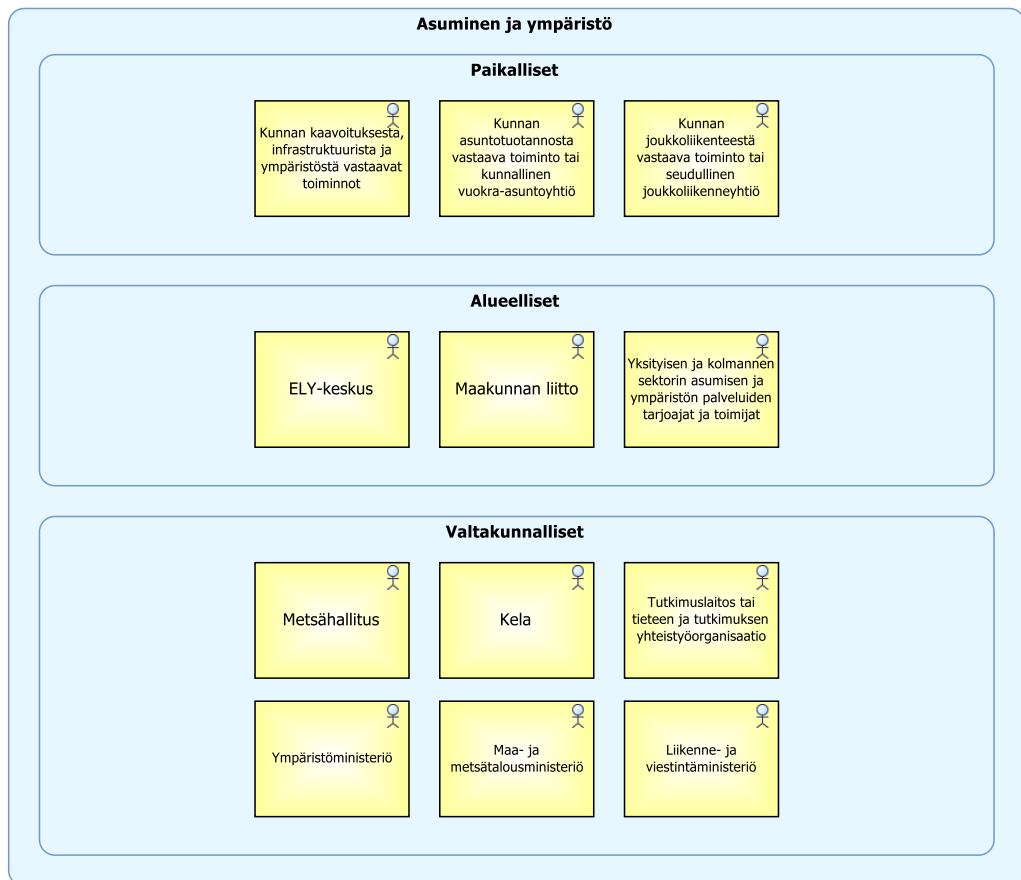 Asuminen ja ympäristö
Paikalliset
Kunnan kaavoituksesta,
infrastruktuurista ja
ympäristöstä vastaavat
toiminnot
Kunnan
asuntotuotannosta
vastaava toiminto tai
kunnallinen
vuokra-asuntoyhtiö
Kunnan
joukkoliikenteestä
vastaava toiminto tai
seudullinen
joukkoliikenneyhtiö
Alueelliset
ELY-keskus
Maakunnan liitto
Yksityisen ja kolmannen
sektorin asumisen ja
ympäristön palveluiden
tarjoajat ja toimijat
Valtakunnalliset
Metsähallitus
Kela
Tutkimuslaitos tai
tieteen ja tutkimuksen
yhteistyöorganisaatio
Ympäristöministeriö
Maa- ja
metsätalousministeriö
Liikenne- ja
viestintäministeriö